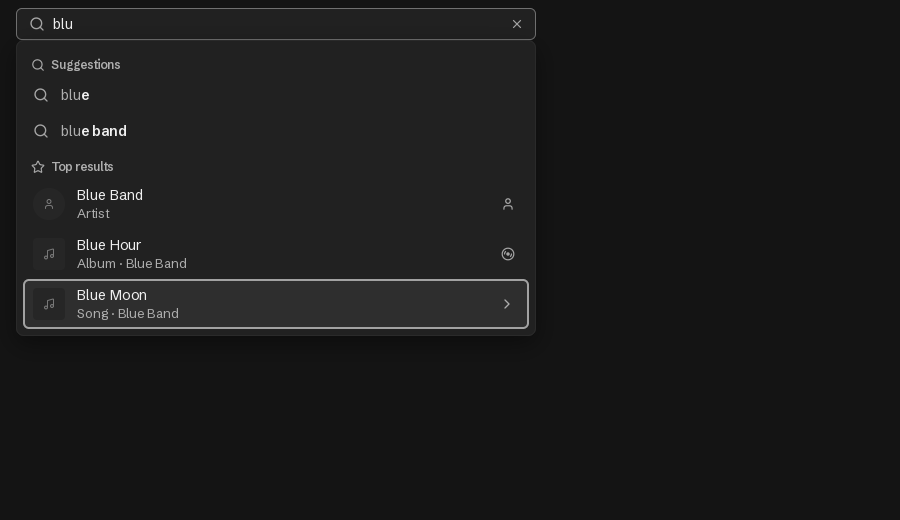 blu
Suggestions
blue
blue band
Top results
Blue Band
Artist
Blue Hour
Album · Blue Band
Blue Moon
Song · Blue Band